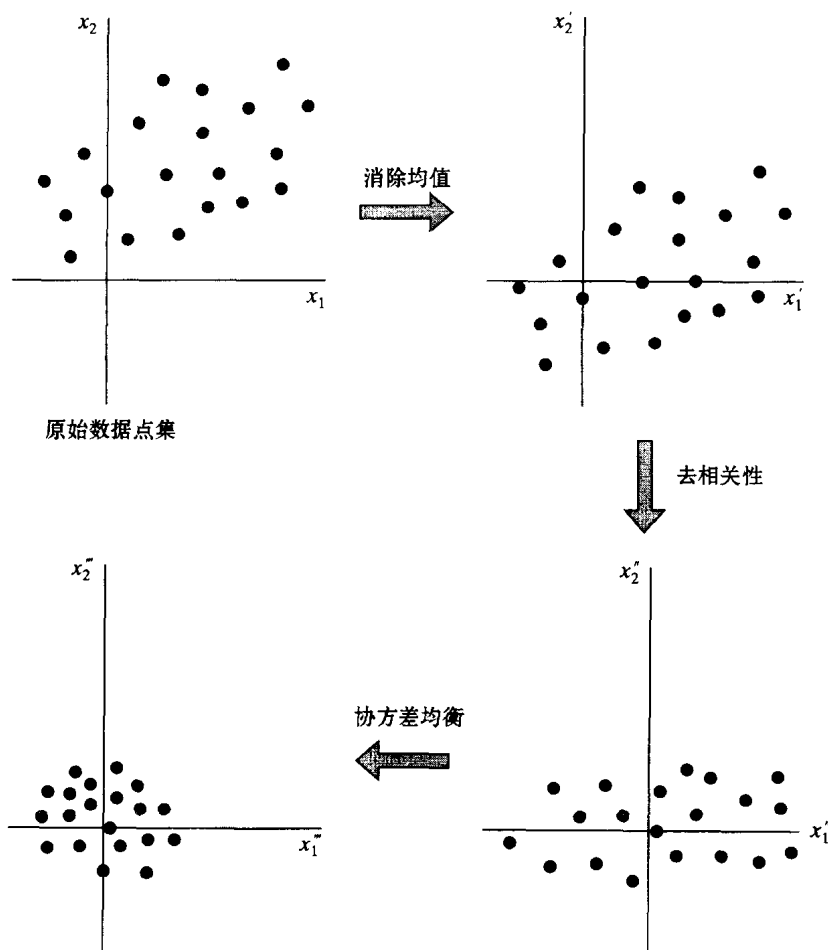 x₂
x₁
原始数据点集
消除均值
x₂′
x₁′
去相关性
x₂″
x₁′
协方差均衡
x₂‴
x₁‴